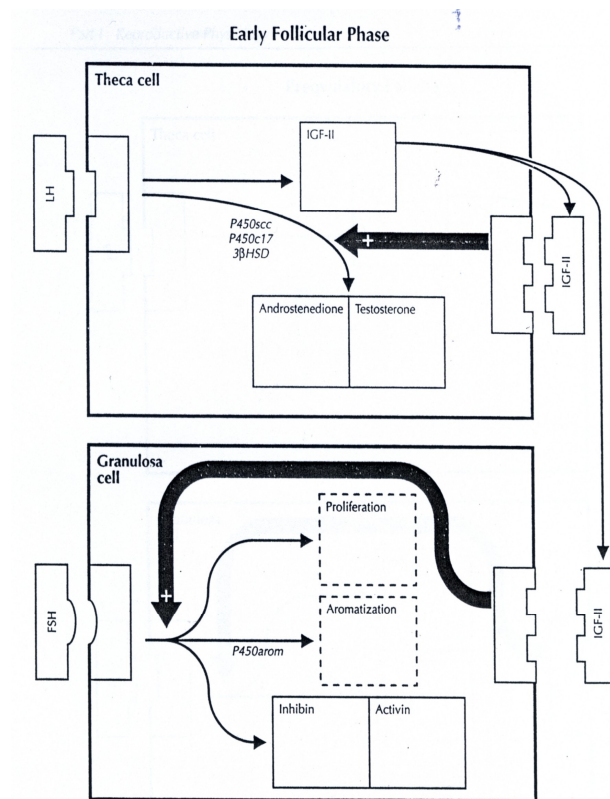 Early Follicular Phase
Theca cell
IGF-II
LH
P450scc
P450c17
3βHSD
+
IGF-II
Androstenedione
Testosterone
Granulosa
cell
Proliferation
+
FSH
Aromatization
IGF-II
P450arom
Inhibin
Activin